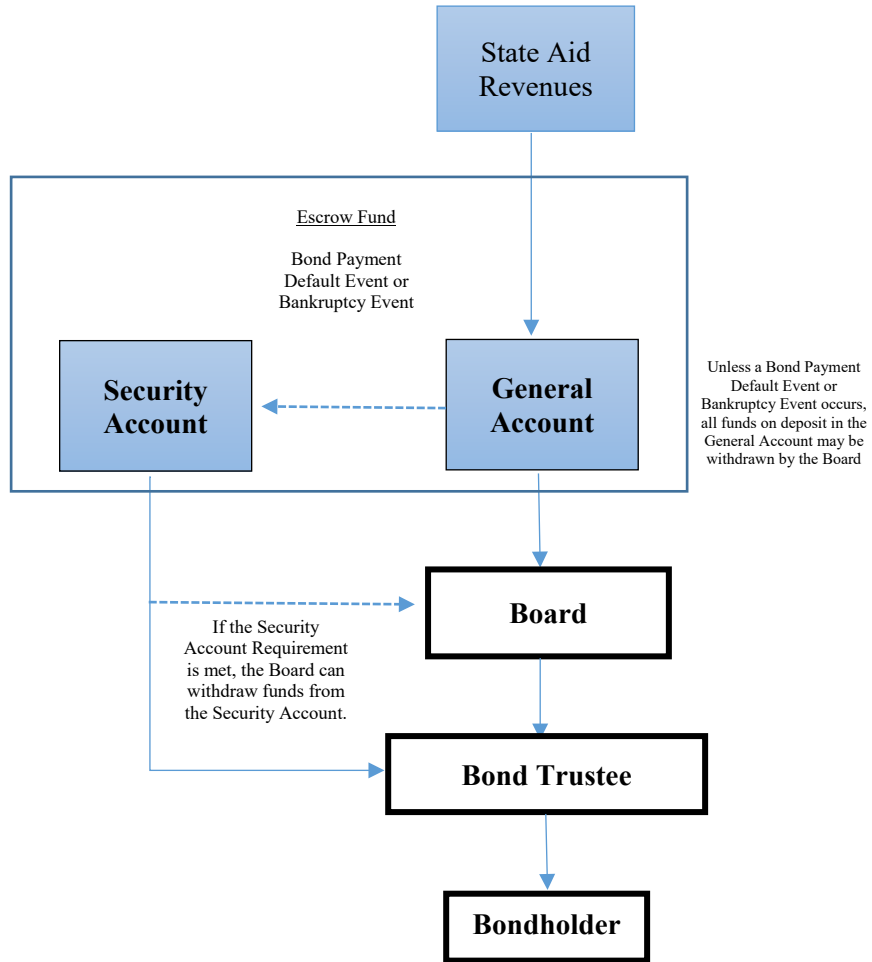 State Aid
Revenues
Escrow Fund
Bond Payment
Default Event or
Bankruptcy Event
Security
Account
General
Account
Unless a Bond Payment
Default Event or
Bankruptcy Event occurs,
all funds on deposit in the
General Account may be
withdrawn by the Board
Board
If the Security
Account Requirement
is met, the Board can
withdraw funds from
the Security Account.
Bond Trustee
Bondholder